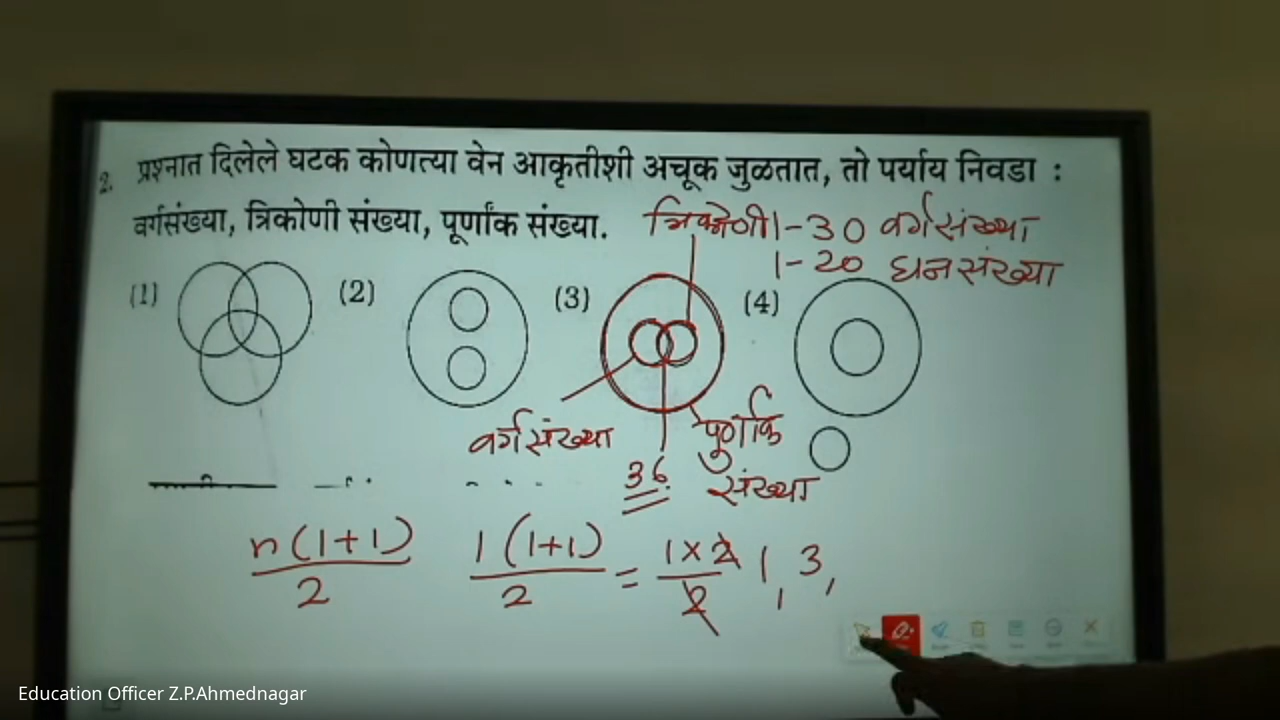 2. प्रश्नात दिलेले घटक कोणत्या वेन आकृतीशी अचूक जुळतात, तो पर्याय निवडा :
वर्गसंख्या, त्रिकोणी संख्या, पूर्णांक संख्या. त्रिकोणी 1-30 वर्गसंख्या
1-20 घनसंख्या
(1) (2) (3) (4)
वर्गसंख्या 36 पुर्णांक
संख्या
n(1+1)/2 1(1+1)/2 = 1×2/2 1, 3,
Education Officer Z.P.Ahmednagar